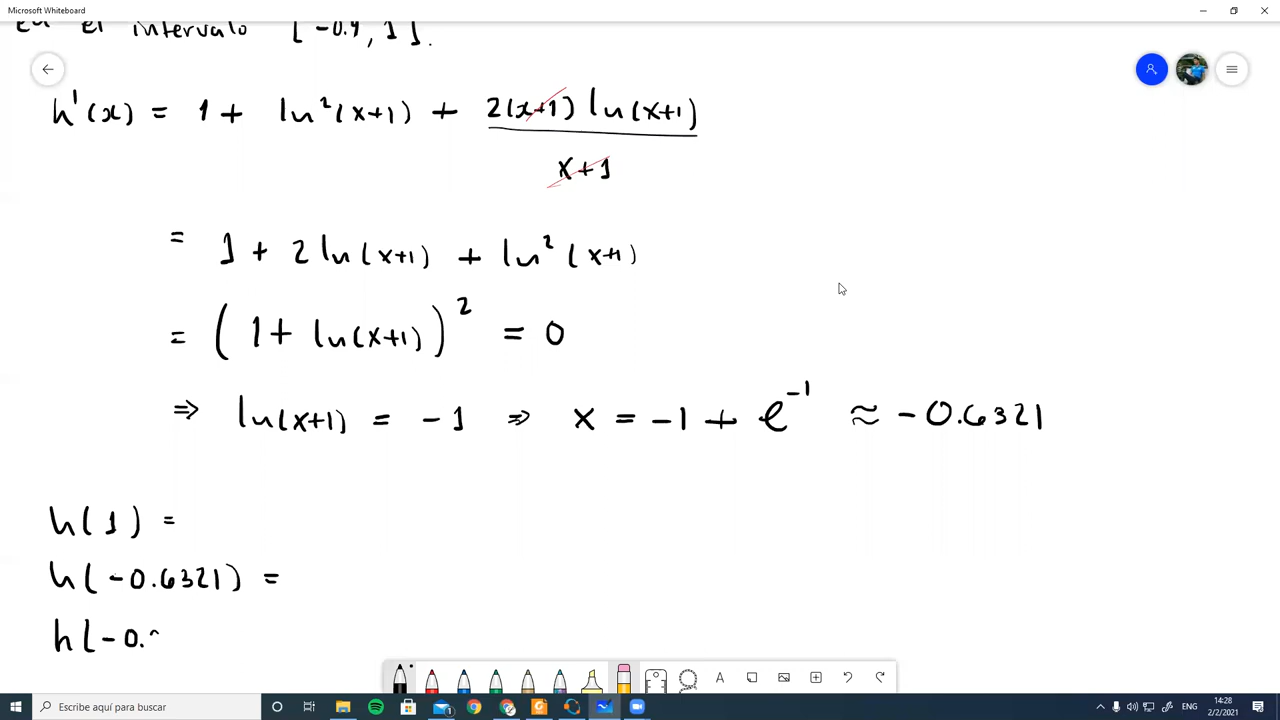 Microsoft Whiteboard
En el intervalo [-0.9, 1].
h'(x) = 1 + ln²(x+1) + 2(x+1) ln(x+1)
x+1
= 1 + 2 ln(x+1) + ln²(x+1)
= (1 + ln(x+1))² = 0
⇒ ln(x+1) = -1 ⇒ x = -1 + e⁻¹ ≈ -0.6321
h(1) =
h(-0.6321) =
h(-0.
Escribe aquí para buscar
ENG
14:28
2/2/2021